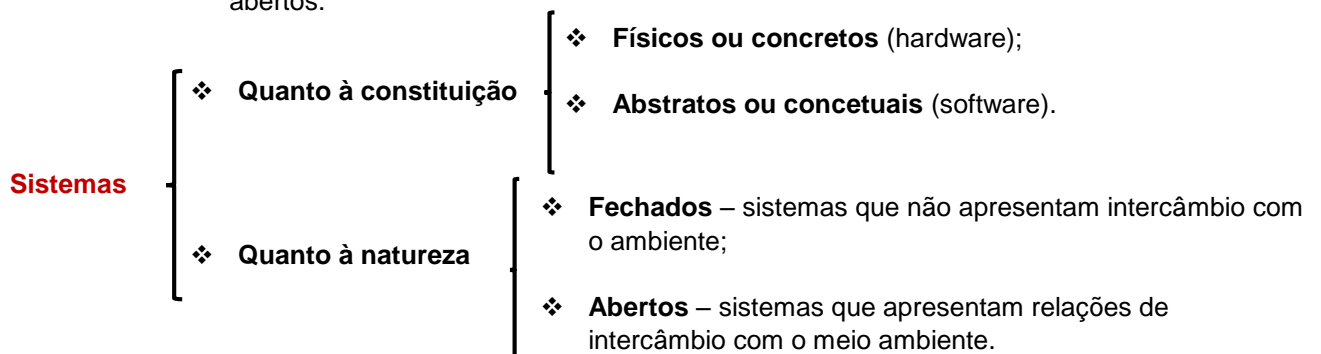 abertos.
❖ Físicos ou concretos (hardware);
❖ Quanto à constituição
❖ Abstratos ou concetuais (software).
Sistemas
❖ Fechados – sistemas que não apresentam intercâmbio com
o ambiente;
❖ Quanto à natureza
❖ Abertos – sistemas que apresentam relações de
intercâmbio com o meio ambiente.